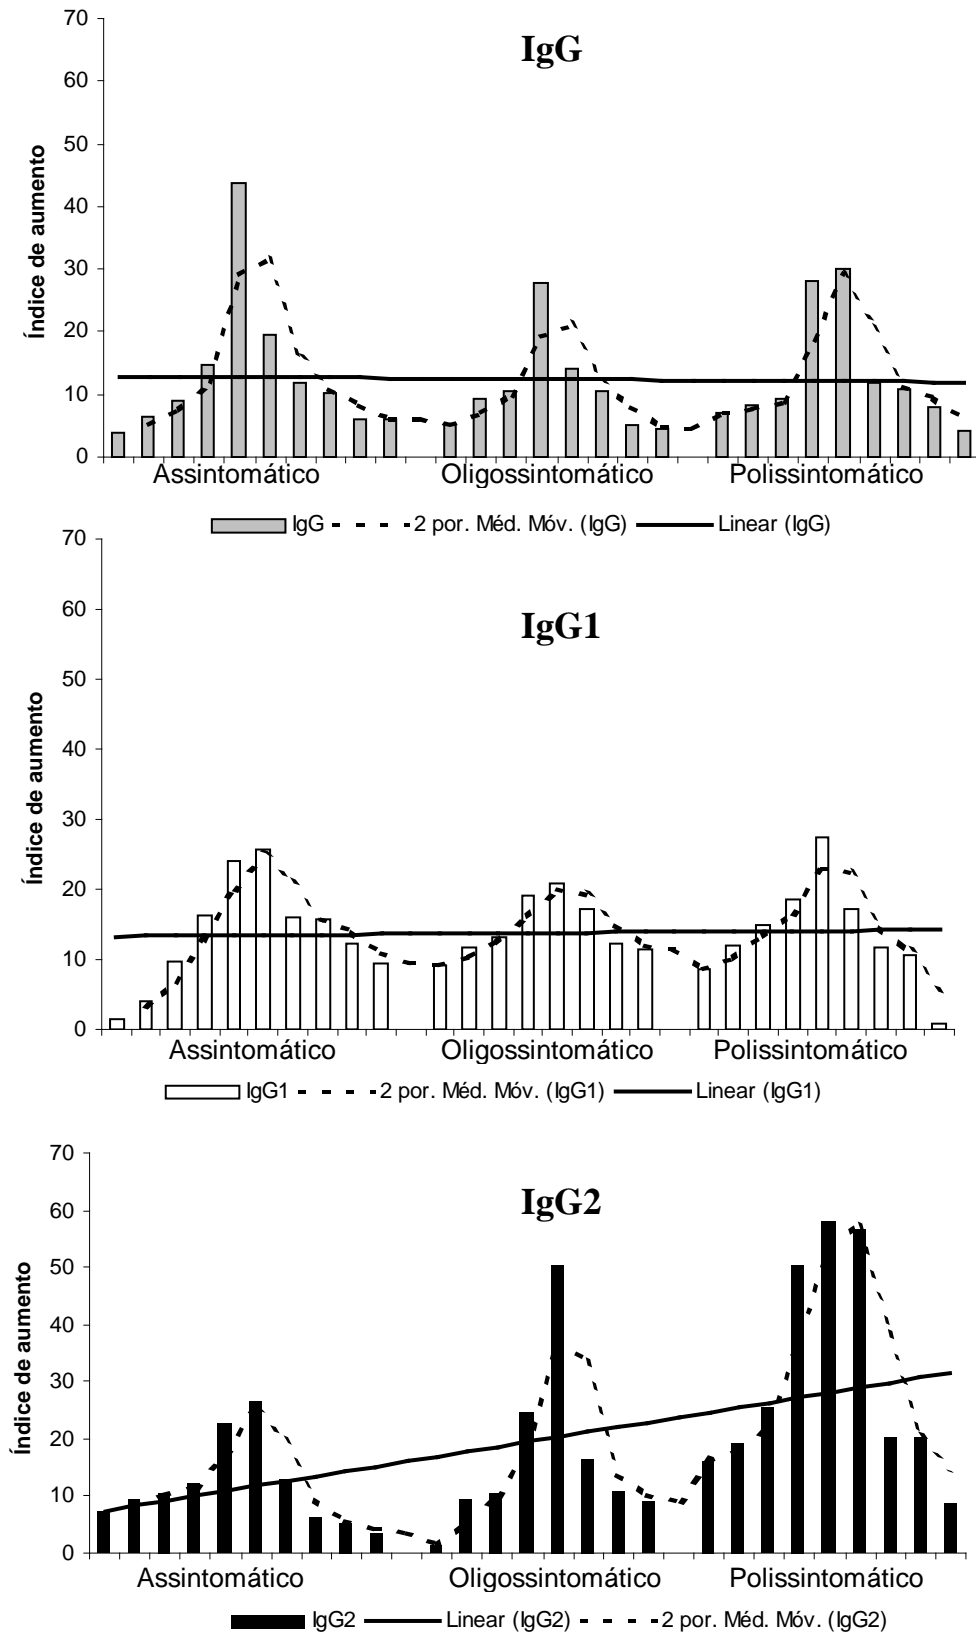 IgG
Índice de aumento
70
60
50
40
30
20
10
0
Assintomático Oligossintomático Polissintomático
IgG 2 por. Méd. Móv. (IgG) Linear (IgG)
IgG1
Índice de aumento
70
60
50
40
30
20
10
0
Assintomático Oligossintomático Polissintomático
IgG1 2 por. Méd. Móv. (IgG1) Linear (IgG1)
IgG2
Índice de aumento
70
60
50
40
30
20
10
0
Assintomático Oligossintomático Polissintomático
IgG2 Linear (IgG2) 2 por. Méd. Móv. (IgG2)